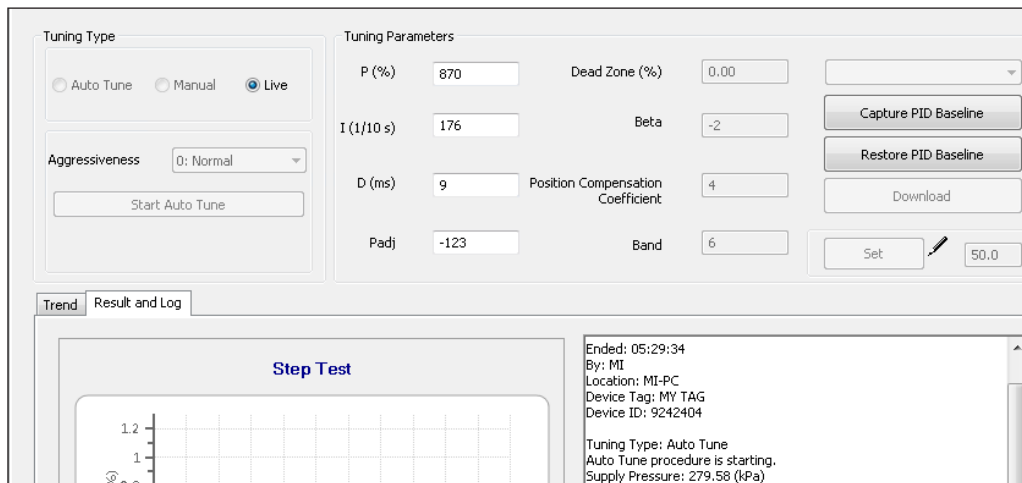 Tuning Type
Auto Tune
Manual
Live
Aggressiveness
0: Normal
Start Auto Tune
Tuning Parameters
P (%)
870
Dead Zone (%)
0.00
I (1/10 s)
176
Beta
-2
D (ms)
9
Position Compensation
Coefficient
4
Padj
-123
Band
6
Capture PID Baseline
Restore PID Baseline
Download
Set
50.0
Trend
Result and Log
Step Test
1.2
1
Ended: 05:29:34
By: MI
Location: MI-PC
Device Tag: MY TAG
Device ID: 9242404
Tuning Type: Auto Tune
Auto Tune procedure is starting.
Supply Pressure: 279.58 (kPa)